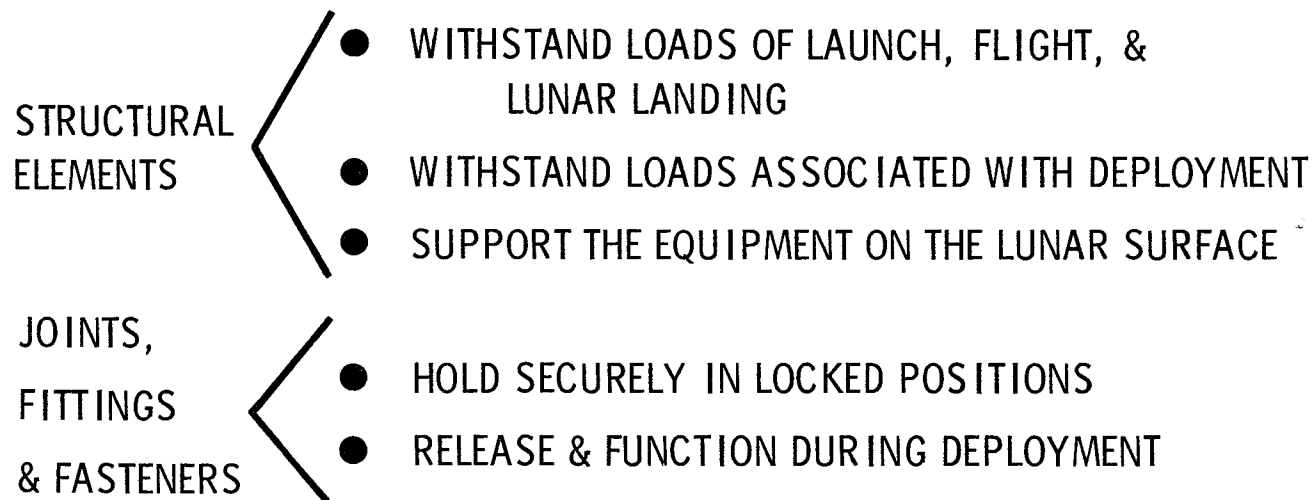 STRUCTURAL
ELEMENTS
● WITHSTAND LOADS OF LAUNCH, FLIGHT, &
LUNAR LANDING
● WITHSTAND LOADS ASSOCIATED WITH DEPLOYMENT
● SUPPORT THE EQUIPMENT ON THE LUNAR SURFACE
JOINTS,
FITTINGS
& FASTENERS
● HOLD SECURELY IN LOCKED POSITIONS
● RELEASE & FUNCTION DURING DEPLOYMENT